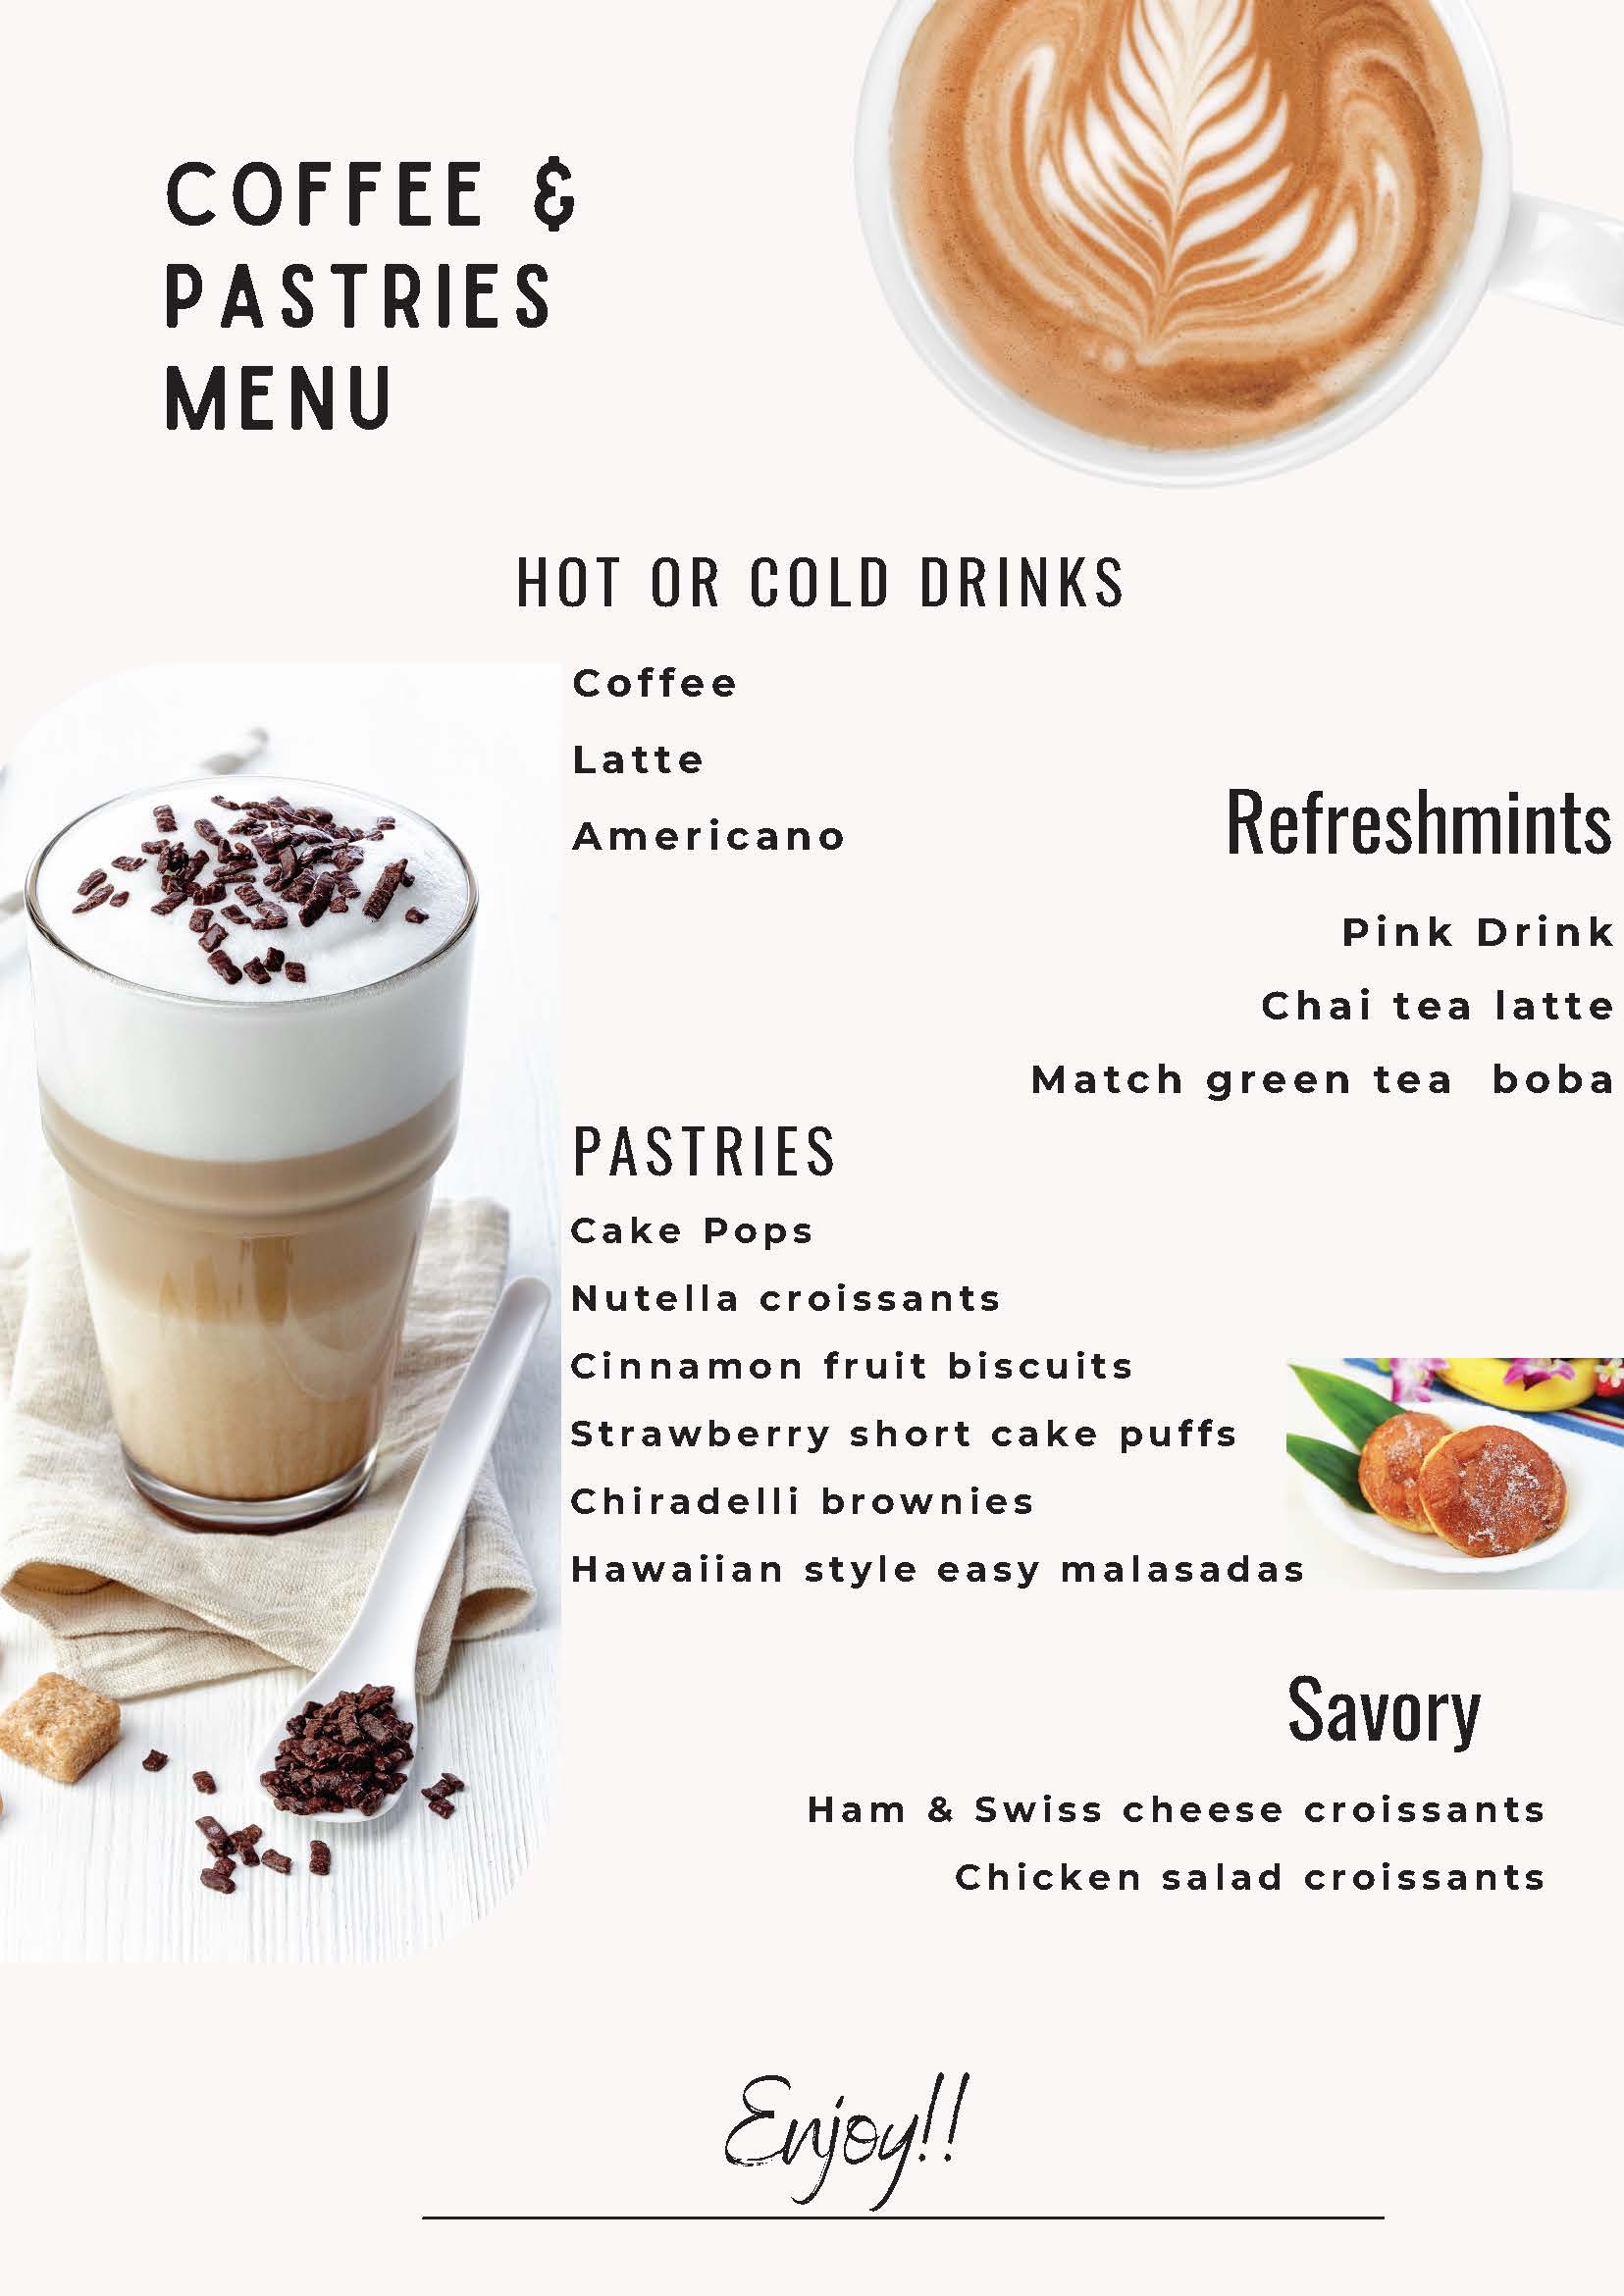 COFFEE &
PASTRIES
MENU
HOT OR COLD DRINKS
Coffee
Latte
Americano
Refreshmints
Pink Drink
Chai tea latte
Match green tea boba
PASTRIES
Cake Pops
Nutella croissants
Cinnamon fruit biscuits
Strawberry short cake puffs
Chiradelli brownies
Hawaiian style easy malasadas
Savory
Ham & Swiss cheese croissants
Chicken salad croissants
Enjoy!!